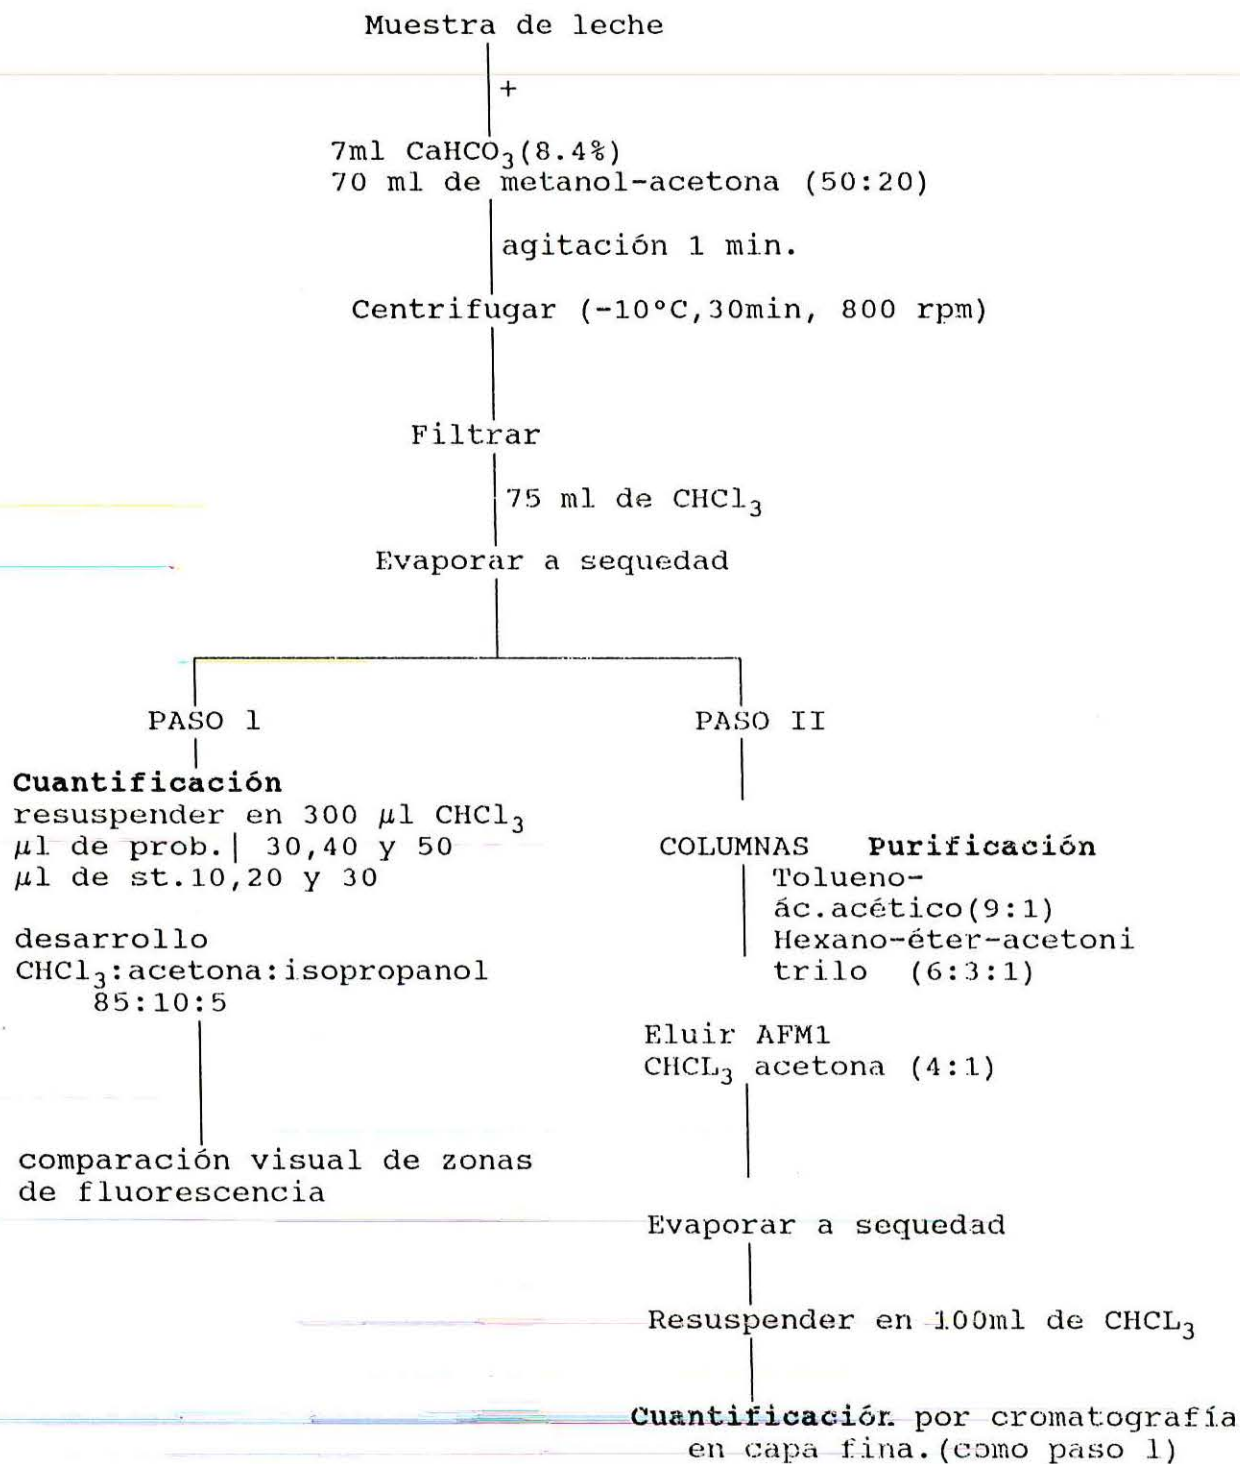 Muestra de leche
+
7ml CaHCO₃(8.4%)
70 ml de metanol-acetona (50:20)
agitación 1 min.
Centrifugar (-10°C,30min, 800 rpm)
Filtrar
75 ml de CHCl₃
Evaporar a sequedad
PASO 1
Cuantificación
resuspender en 300 μl CHCl₃
μl de prob.| 30,40 y 50
μl de st.10,20 y 30
desarrollo
CHCl₃:acetona:isopropanol
85:10:5
comparación visual de zonas
de fluorescencia
PASO II
COLUMNAS Purificación
Tolueno-
ác.acético(9:1)
Hexano-éter-acetoni
trilo (6:3:1)
Eluir AFM1
CHCL₃ acetona (4:1)
Evaporar a sequedad
Resuspender en 100ml de CHCL₃
Cuantificación por cromatografía
en capa fina.(como paso 1)